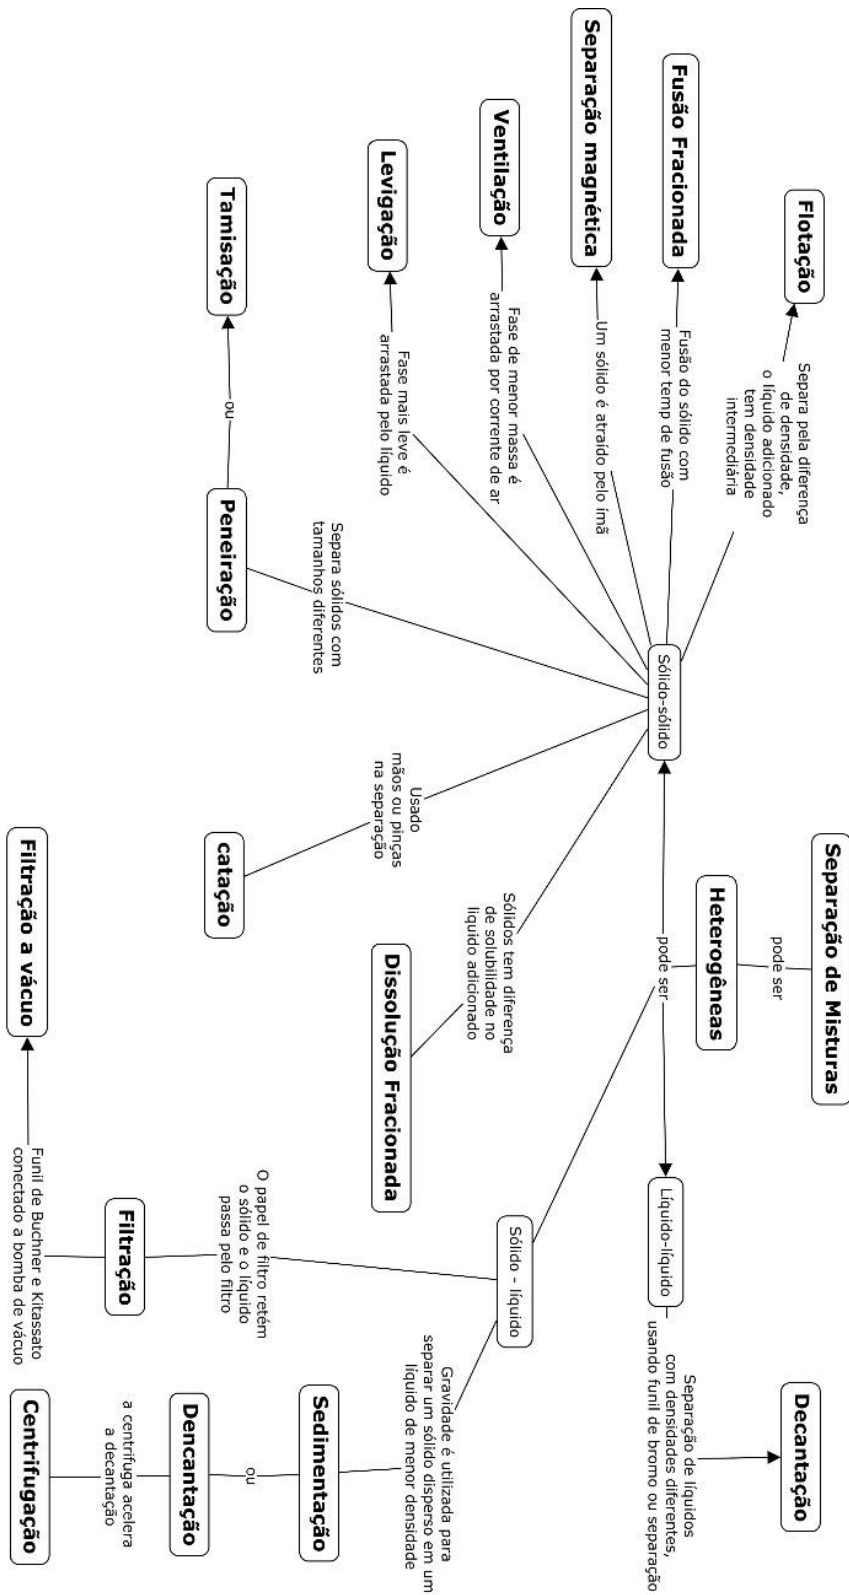 Separação de Misturas
pode ser
Heterogêneas
pode ser
Sólido-sólido
Líquido-líquido
Sólido - líquido
Separa pela diferença
de densidade,
o líquido adicionado
tem densidade
intermediária
Flotação
Fusão do sólido com
menor temp de fusão
Fusão Fracionada
Um sólido é atraído pelo imã
Separação magnética
Fase de menor massa é
arrastada por corrente de ar
Ventilação
Fase mais leve é
arrastada pelo líquido
Levigação
Separa sólidos com
tamanhos diferentes
Peneiração
ou
Tamisação
Usado
mãos ou pinças
na separação
catação
Sólidos tem diferença
de solubilidade no
liquido adicionado
Dissolução Fracionada
Separação de líquidos
com densidades diferentes,
usando funil de bromo ou separação
Decantação
O papel de filtro retém
o sólido e o líquido
passa pelo filtro
Filtração
Funil de Buchner e Kitassato
conectado a bomba de vácuo
Filtração a vácuo
Gravidade é utilizada para
separar um sólido disperso em um
líquido de menor densidade
Sedimentação
ou
Dencantação
a centrifuga acelera
a decantação
Centrifugação